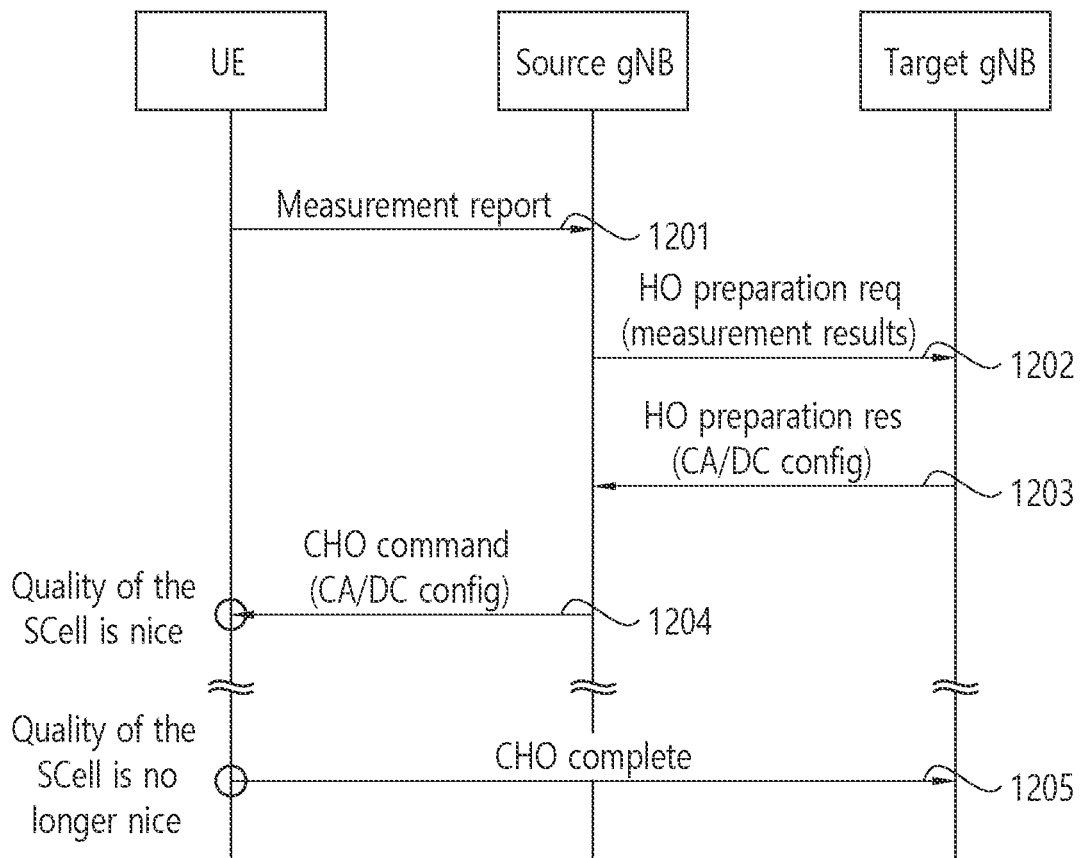 UE
Source gNB
Target gNB
Measurement report
1201
HO preparation req
(measurement results)
1202
HO preparation res
(CA/DC config)
1203
CHO command
(CA/DC config)
1204
Quality of the
SCell is nice
Quality of the
SCell is no
longer nice
CHO complete
1205